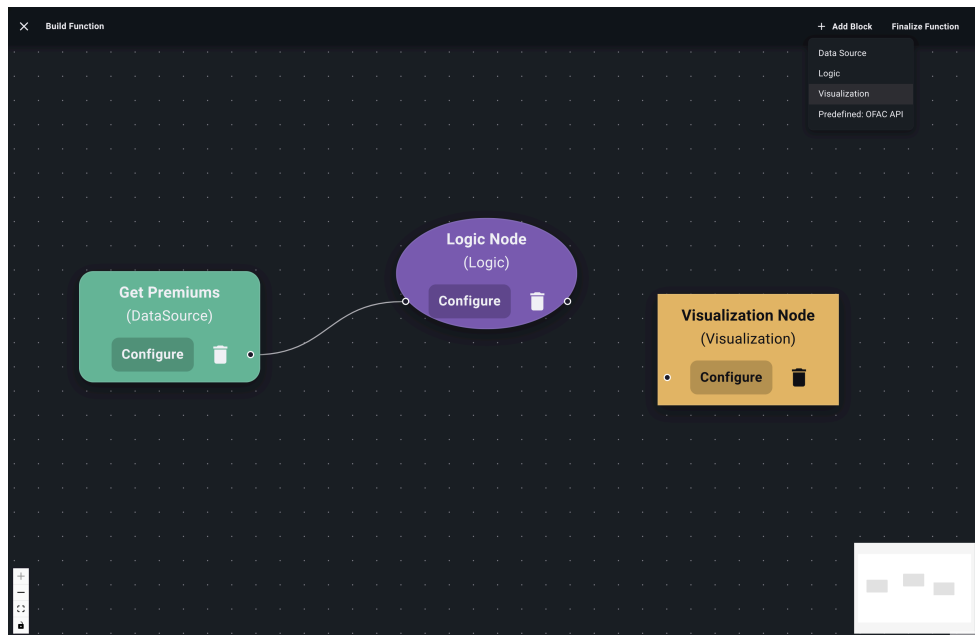 Build Function
+ Add Block
Finalize Function
Data Source
Logic
Visualization
Predefined: OFAC API
Logic Node
(Logic)
Configure
Get Premiums
(DataSource)
Configure
Visualization Node
(Visualization)
Configure